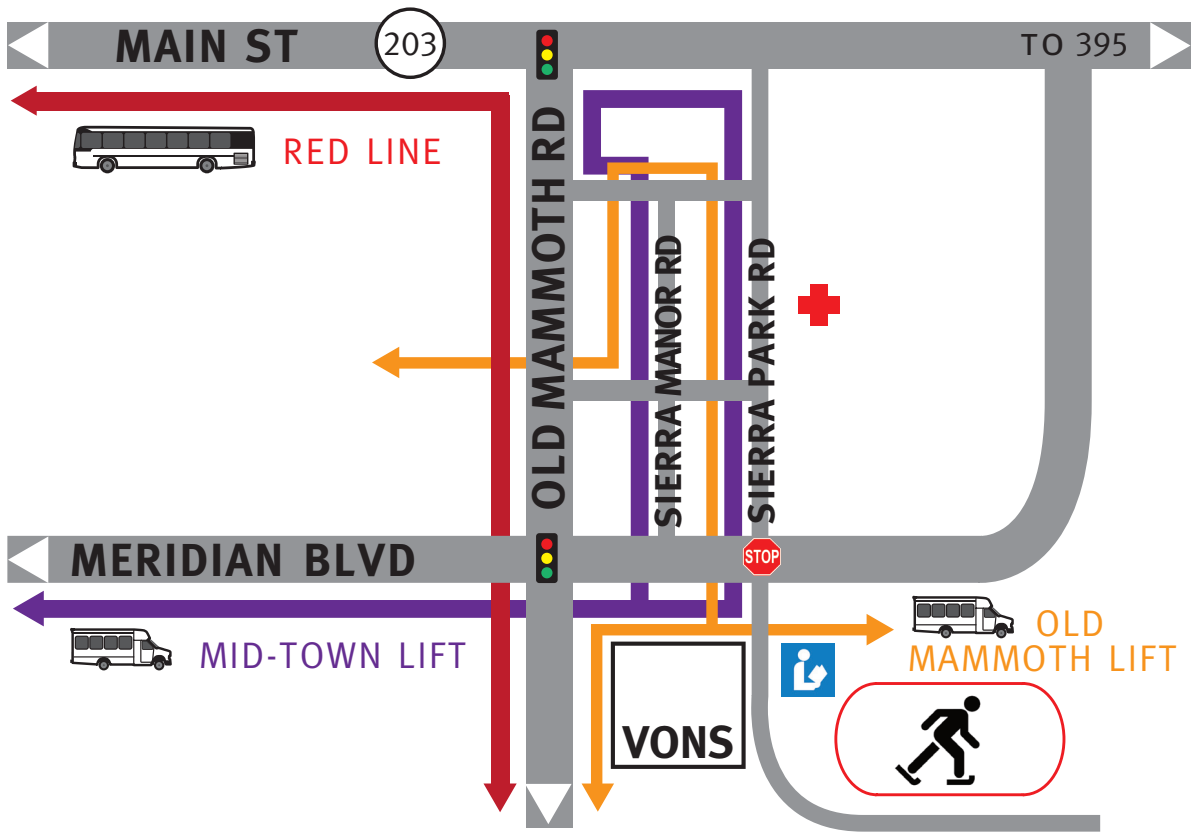 MAIN ST
203
TO 395
RED LINE
OLD MAMMOTH RD
SIERRA MANOR RD
SIERRA PARK RD
MERIDIAN BLVD
STOP
MID-TOWN LIFT
OLD
MAMMOTH LIFT
VONS